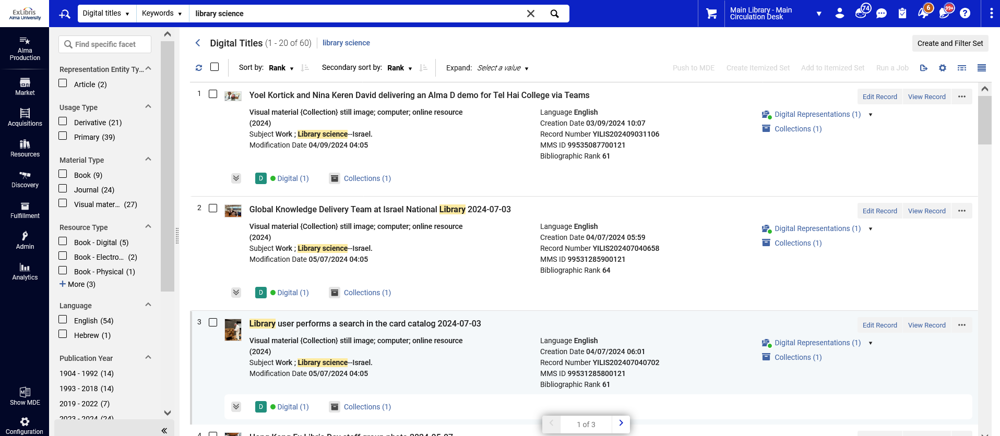 ExLibris
Alma University
Digital titles
Keywords
library science
Main Library - Main
Circulation Desk
74
6
99+
Alma
Production
Market
Acquisitions
Resources
Discovery
Fulfillment
Admin
Analytics
Show MDE
Configuration
Find specific facet
Representation Entity Ty...
Article (2)
Usage Type
Derivative (21)
Primary (39)
Material Type
Book (9)
Journal (24)
Visual mater... (27)
Resource Type
Book - Digital (5)
Book - Electro... (2)
Book - Physical (1)
+ More (3)
Language
English (54)
Hebrew (1)
Publication Year
1904 - 1992 (14)
1993 - 2018 (14)
2019 - 2022 (7)
2023 - 2024 (24)
Digital Titles (1 - 20 of 60) library science
Create and Filter Set
Sort by: Rank
Secondary sort by: Rank
Expand: Select a value
Push to MDE
Create Itemized Set
Add to Itemized Set
Run a Job
1
Yoel Kortick and Nina Keren David delivering an Alma D demo for Tel Hai College via Teams
Edit Record
View Record
Visual material {Collection} still image; computer; online resource
(2024)
Subject Work ; Library science--Israel.
Modification Date 04/09/2024 04:05
Language English
Creation Date 03/09/2024 10:07
Record Number YILIS202409031106
MMS ID 99535087700121
Bibliographic Rank 61
Digital Representations (1)
Collections (1)
D Digital (1)
Collections (1)
2
Global Knowledge Delivery Team at Israel National Library 2024-07-03
Edit Record
View Record
Visual material {Collection} still image; computer; online resource
(2024)
Subject Work ; Library science--Israel.
Modification Date 05/07/2024 04:05
Language English
Creation Date 04/07/2024 05:59
Record Number YILIS202407040658
MMS ID 99531285900121
Bibliographic Rank 64
Digital Representations (1)
Collections (1)
D Digital (1)
Collections (1)
3
Library user performs a search in the card catalog 2024-07-03
Edit Record
View Record
Visual material {Collection} still image; computer; online resource
(2024)
Subject Work ; Library science--Israel.
Modification Date 05/07/2024 04:05
Language English
Creation Date 04/07/2024 06:01
Record Number YILIS202407040702
MMS ID 99531285800121
Bibliographic Rank 61
Digital Representations (1)
Collections (1)
D Digital (1)
Collections (1)
1 of 3
4
Hong Kong Ex Libris Day staff group photo 2024-05-07